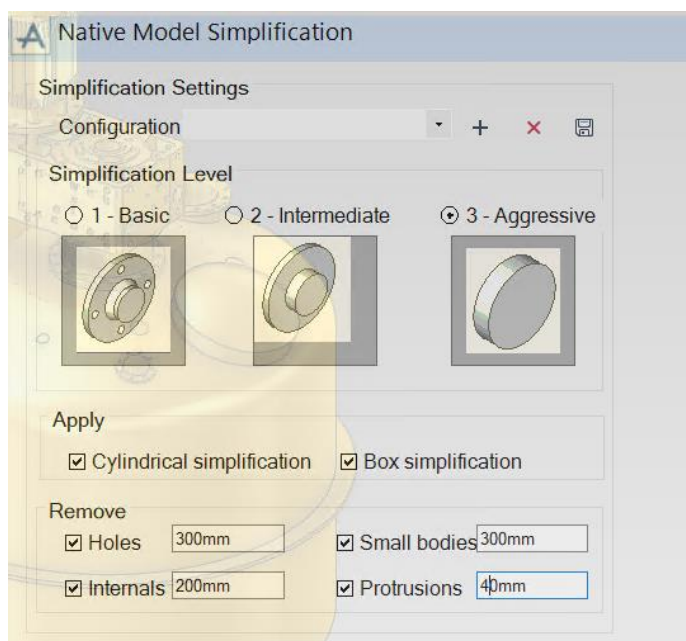 Native Model Simplification
Simplification Settings
Configuration
Simplification Level
1 - Basic 2 - Intermediate 3 - Aggressive
Apply
Cylindrical simplification Box simplification
Remove
Holes 300mm Small bodies 300mm
Internals 200mm Protrusions 40mm